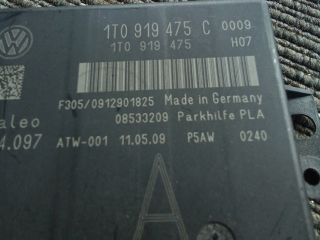 1T0 919 475 C 0009
1T0 919 475 H07
F305/0912901825 Made in Germany
aleo 08533209 Parkhilfe PLA
4.097 ATW-001 11.05.09 P5AW 0240
A